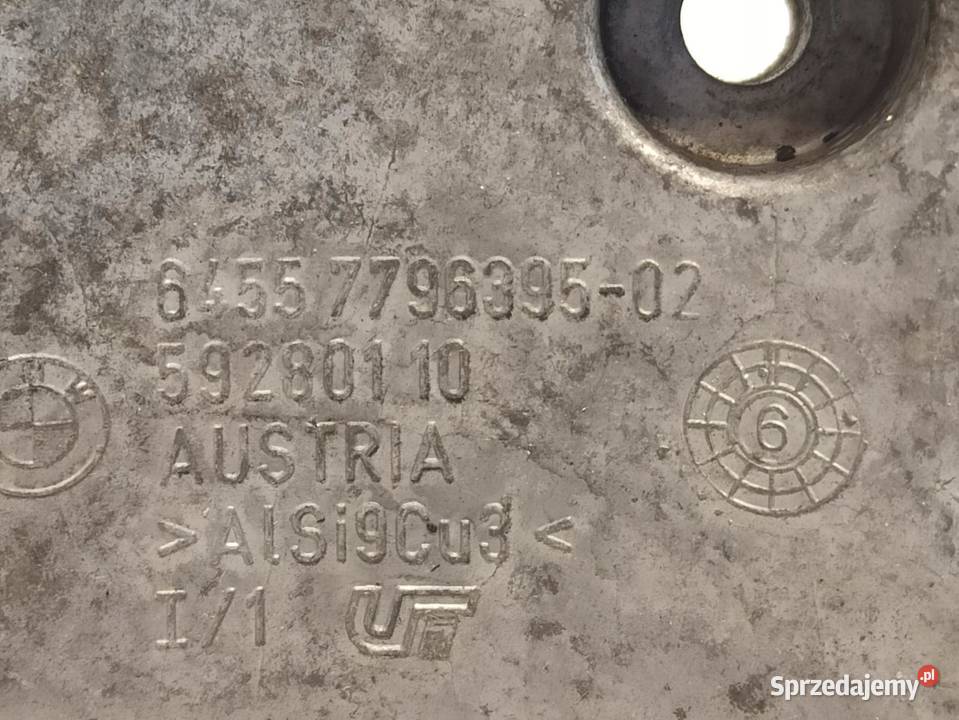 6455 7796395-02
592801 10
AUSTRIA
>AlSi9Cu3<
I/1
6
Sprzedajemy.pl